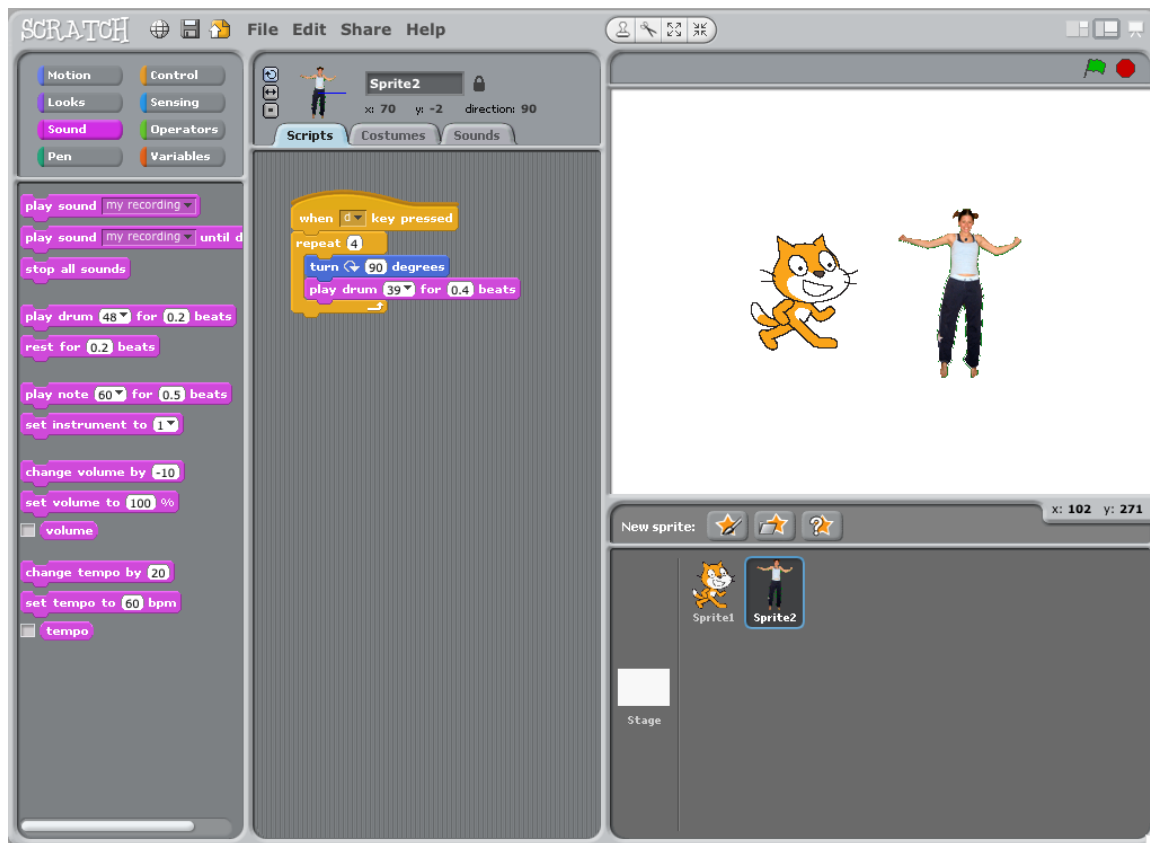 SCRATCH File Edit Share Help
Motion Control
Looks Sensing
Sound Operators
Pen Variables
play sound my recording
play sound my recording until d
stop all sounds
play drum 48 for 0.2 beats
rest for 0.2 beats
play note 60 for 0.5 beats
set instrument to 1
change volume by -10
set volume to 100 %
volume
change tempo by 20
set tempo to 60 bpm
tempo
Sprite2
x: 70 y: -2 direction: 90
Scripts Costumes Sounds
when d key pressed
repeat 4
turn 90 degrees
play drum 39 for 0.4 beats
x: 102 y: 271
New sprite:
Sprite1 Sprite2
Stage